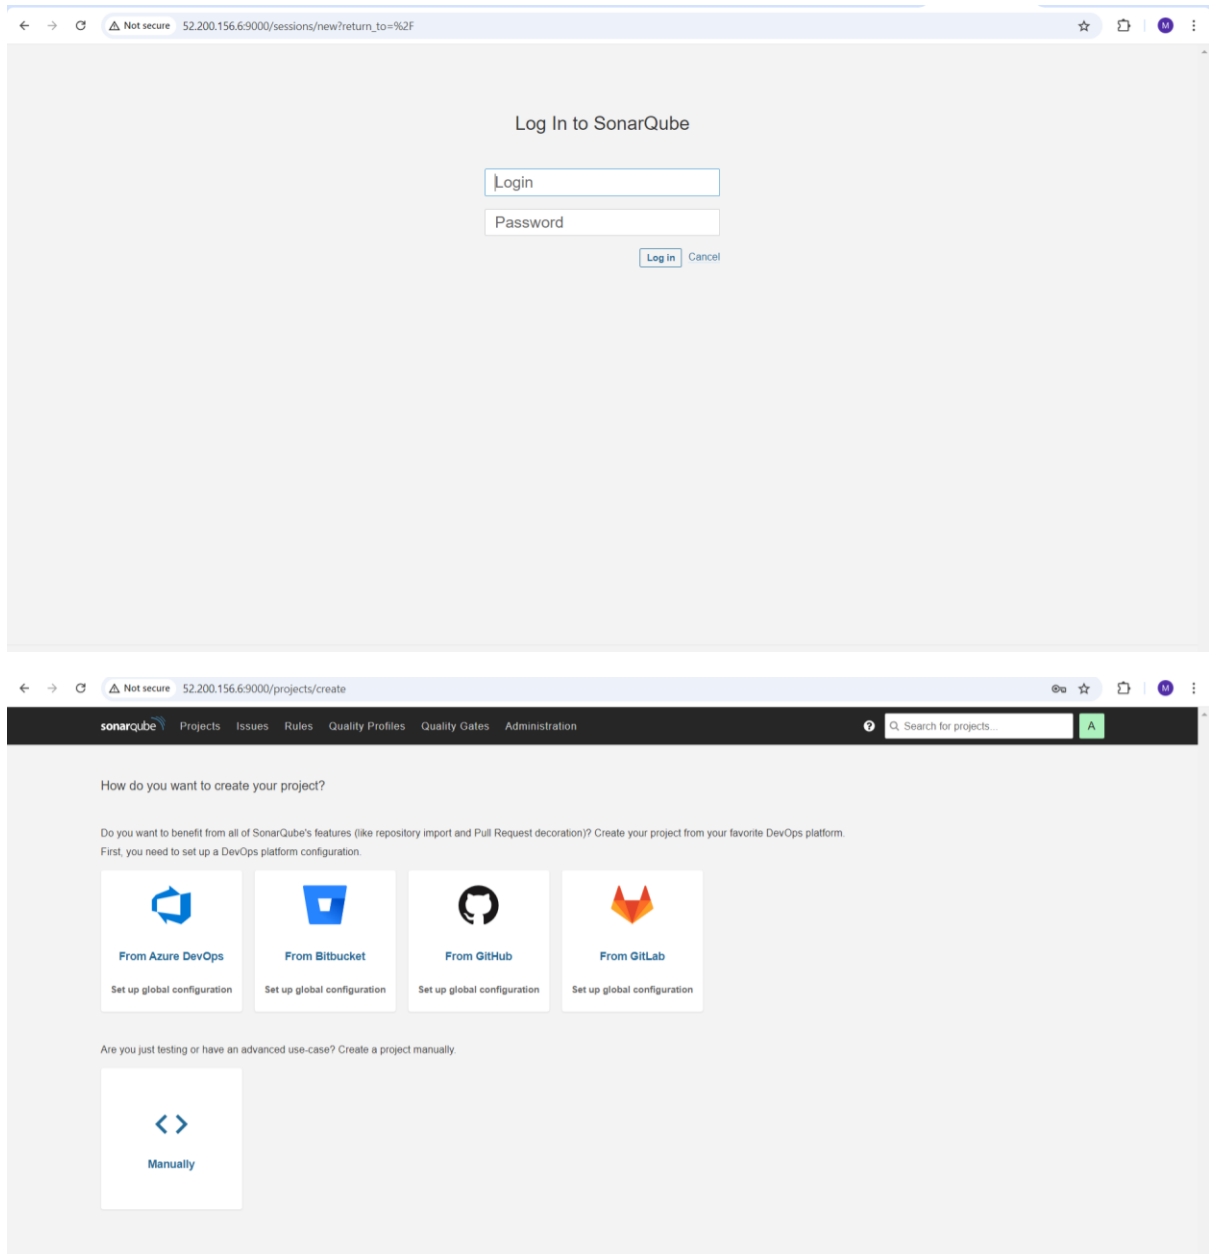 Not secure 52.200.156.6:9000/sessions/new?return_to=%2F M
Log In to SonarQube
Login
Password
Log in Cancel
Not secure 52.200.156.6:9000/projects/create M
sonarqube Projects Issues Rules Quality Profiles Quality Gates Administration ? Search for projects... A
How do you want to create your project?
Do you want to benefit from all of SonarQube's features (like repository import and Pull Request decoration)? Create your project from your favorite DevOps platform.
First, you need to set up a DevOps platform configuration.
From Azure DevOps From Bitbucket From GitHub From GitLab
Set up global configuration Set up global configuration Set up global configuration Set up global configuration
Are you just testing or have an advanced use-case? Create a project manually.
Manually